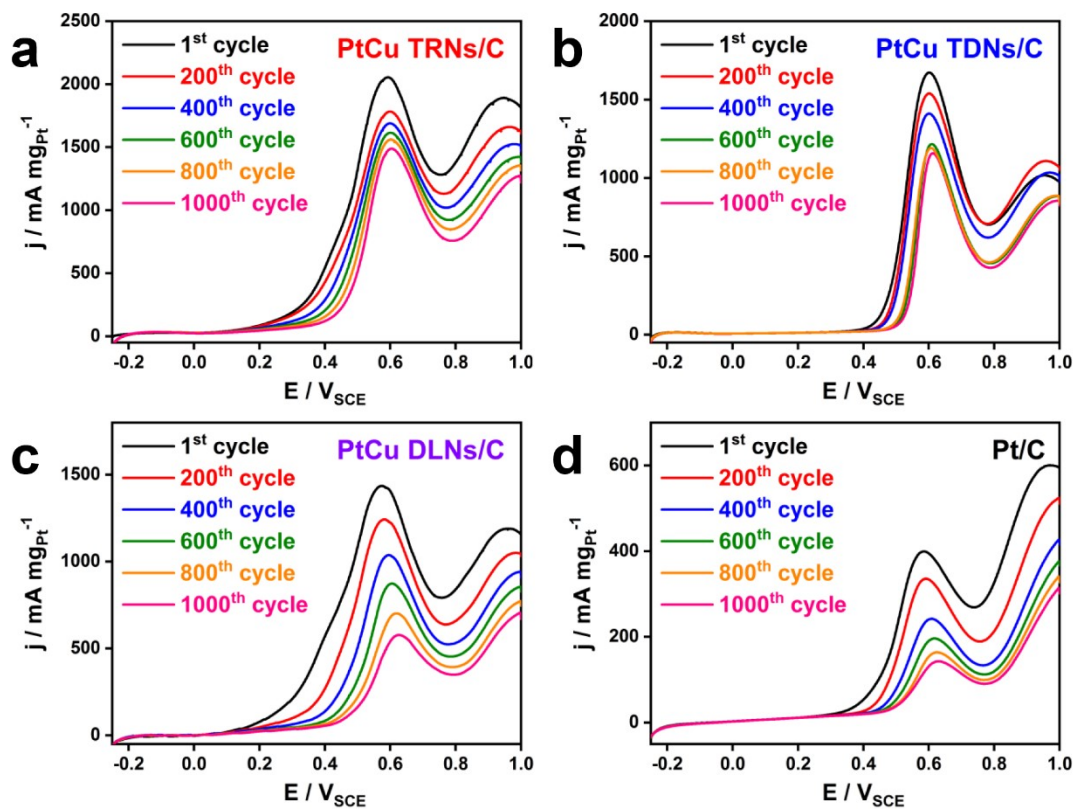 a
PtCu TRNs/C
1st cycle
200th cycle
400th cycle
600th cycle
800th cycle
1000th cycle
2500
2000
1500
1000
500
0
j / mA mgPt-1
-0.2 0.0 0.2 0.4 0.6 0.8 1.0
E / VSCE
b
PtCu TDNs/C
1st cycle
200th cycle
400th cycle
600th cycle
800th cycle
1000th cycle
2000
1500
1000
500
0
j / mA mgPt-1
-0.2 0.0 0.2 0.4 0.6 0.8 1.0
E / VSCE
c
PtCu DLNs/C
1st cycle
200th cycle
400th cycle
600th cycle
800th cycle
1000th cycle
1500
1000
500
0
j / mA mgPt-1
-0.2 0.0 0.2 0.4 0.6 0.8 1.0
E / VSCE
d
Pt/C
1st cycle
200th cycle
400th cycle
600th cycle
800th cycle
1000th cycle
600
400
200
0
j / mA mgPt-1
-0.2 0.0 0.2 0.4 0.6 0.8 1.0
E / VSCE